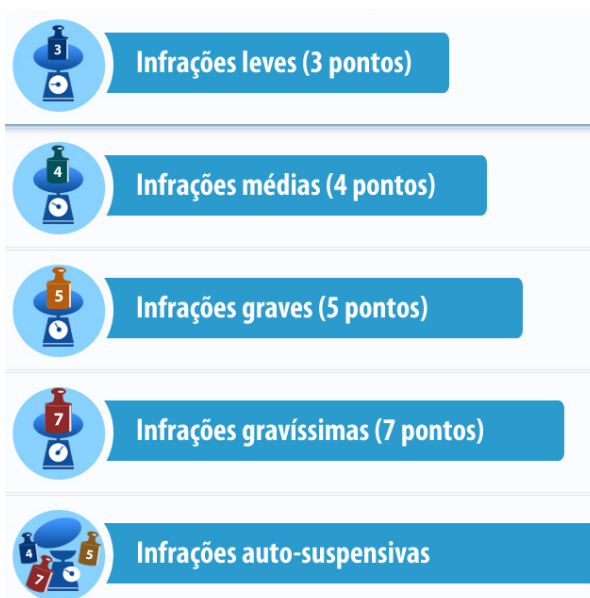 3
Infrações leves (3 pontos)
4
Infrações médias (4 pontos)
5
Infrações graves (5 pontos)
7
Infrações gravíssimas (7 pontos)
4
5
7
Infrações auto-suspensivas